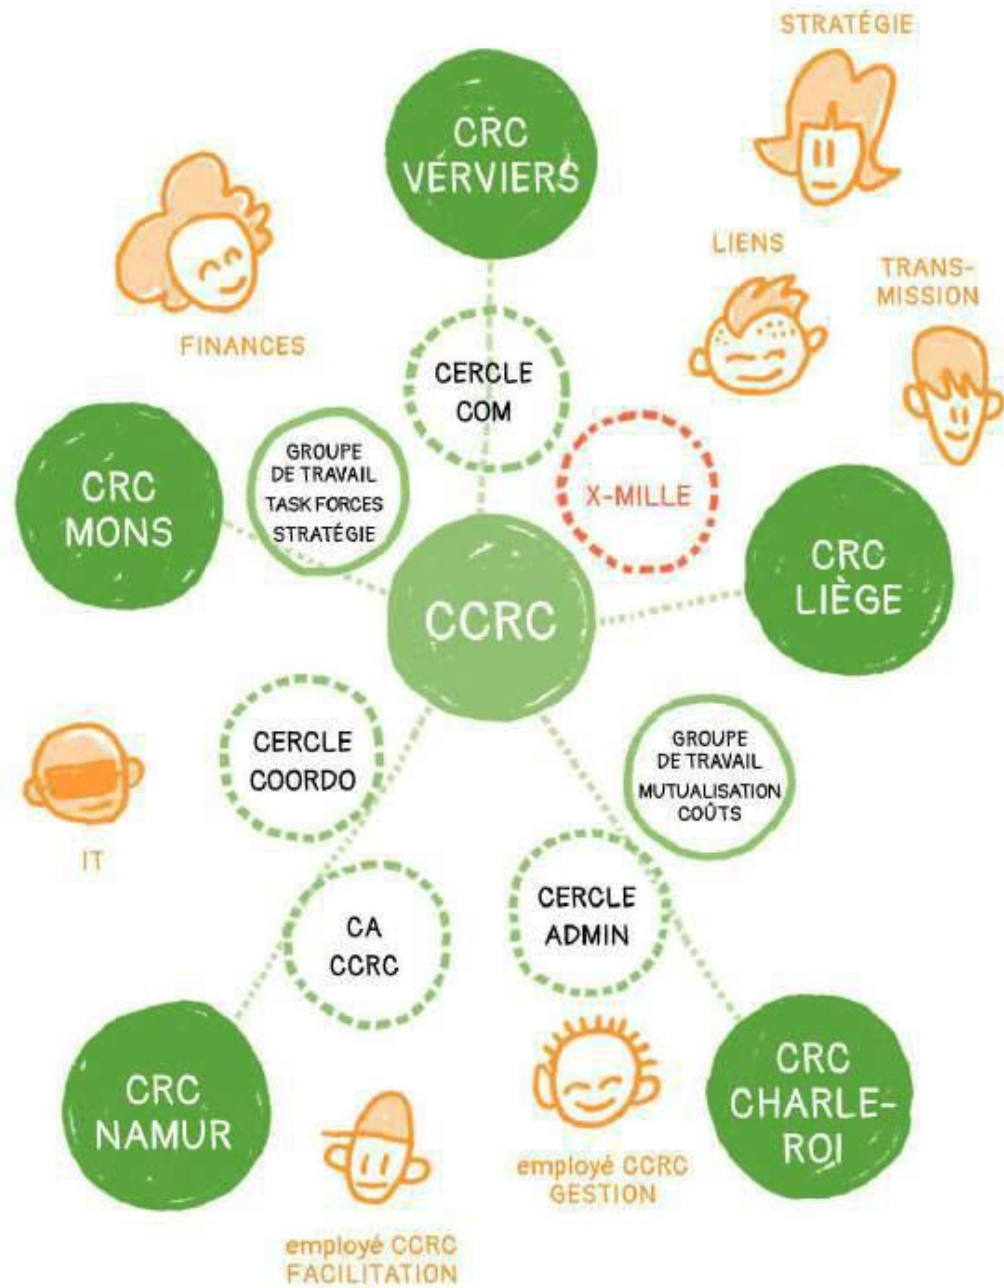 STRATÉGIE
CRC
VERVIERS
LIENS
TRANS-
MISSION
FINANCES
CERCLE
COM
GROUPE
DE TRAVAIL
TASK FORCES
STRATÉGIE
X-MILLE
CRC
MONS
CRC
LIÈGE
CCRC
CERCLE
COORDO
GROUPE
DE TRAVAIL
MUTUALISATION
COÛTS
IT
CA
CCRC
CERCLE
ADMIN
CRC
NAMUR
CRC
CHARLE-
ROI
employé CCRC
GESTION
employé CCRC
FACILITATION